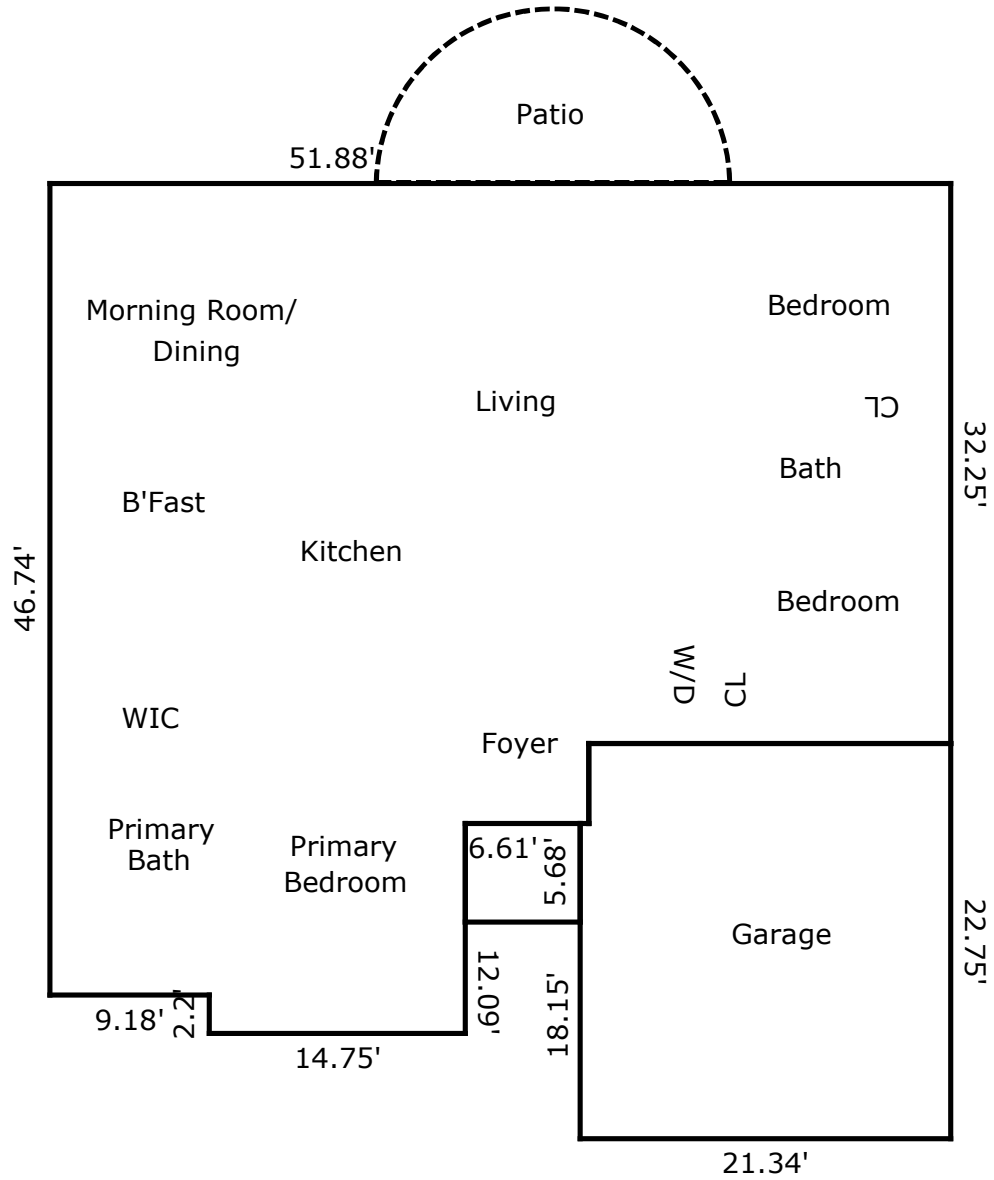 Patio
51.88'
Morning Room/
Dining
Bedroom
Living
CL
32.25'
Bath
B'Fast
Kitchen
46.74'
Bedroom
W/D
CL
WIC
Foyer
Primary
Bath
Primary
Bedroom
6.61'
5.68'
Garage
22.75'
12.09'
18.15'
9.18'
2.2'
14.75'
21.34'